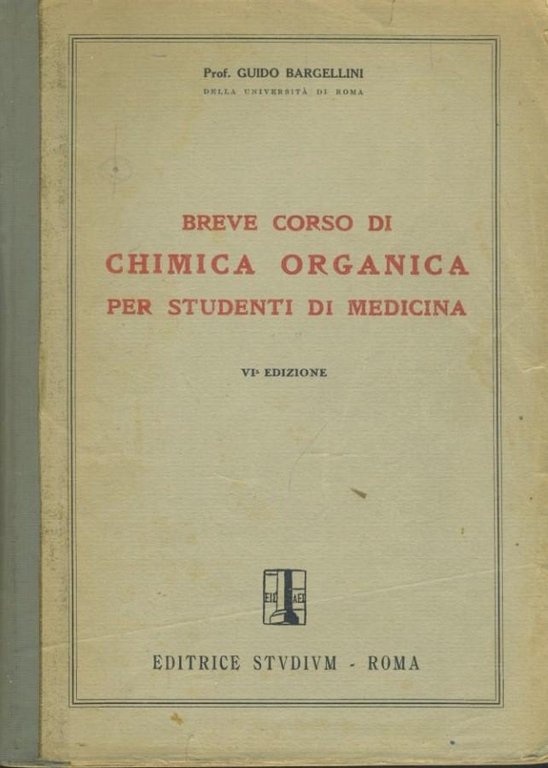 Prof. GUIDO BARGELLINI
DELLA UNIVERSITÀ DI ROMA
BREVE CORSO DI
CHIMICA ORGANICA
PER STUDENTI DI MEDICINA
VIª EDIZIONE
EDITRICE STVDIVM - ROMA